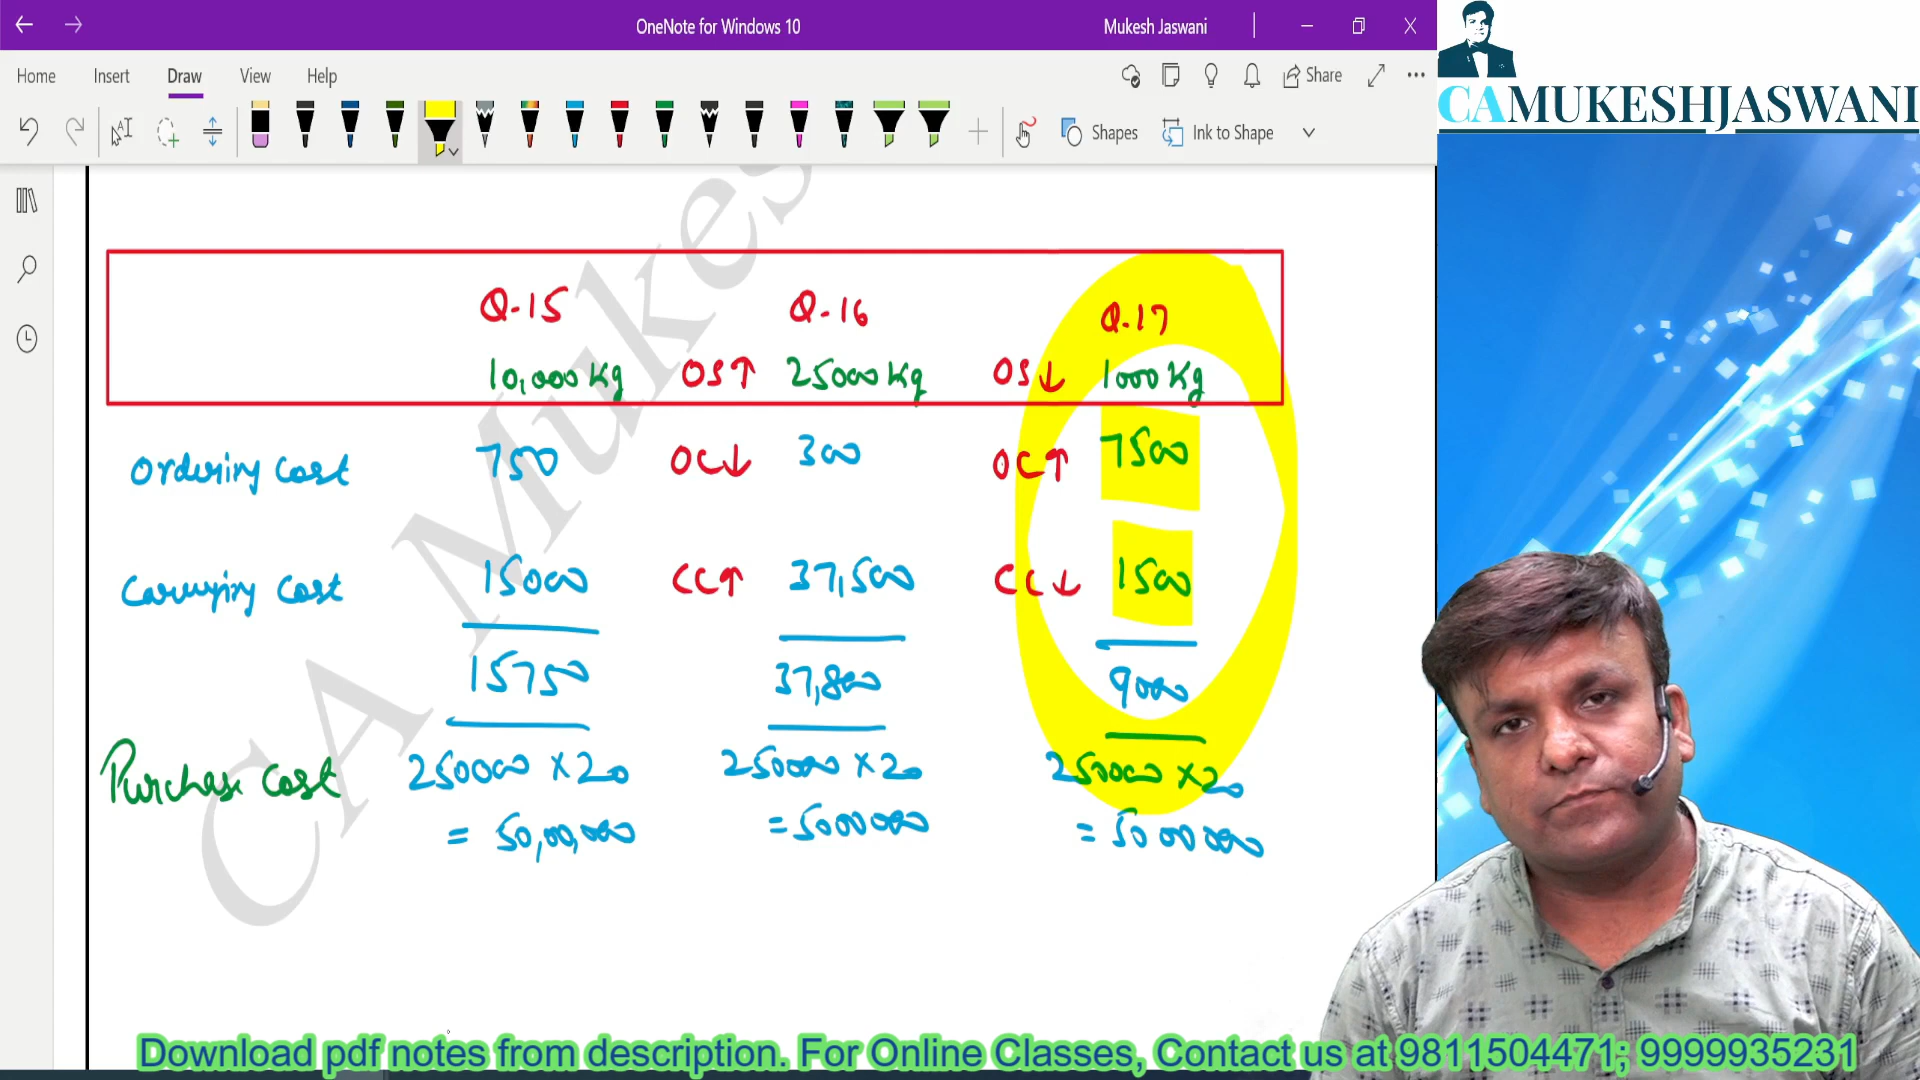 OneNote for Windows 10
Mukesh Jaswani
Home Insert Draw View Help
Share
Shapes
Ink to Shape
CAMUKESHJASWANI
CA Mukes
Q.15 Q.16 Q.17
10,000 Kg OS↑ 25000 Kg OS↓ 1000 Kg
Ordering Cost 750 OC↓ 300 OC↑ 7500
Carrying Cost 15000 CC↑ 37,500 CC↓ 1500
15750 37,800 9000
Purchase Cost 250000 × 20 250000 × 20 250000 × 20
= 50,00,000 = 5000000 = 5000000
Download pdf notes from description. For Online Classes, Contact us at 9811504471; 9999935231